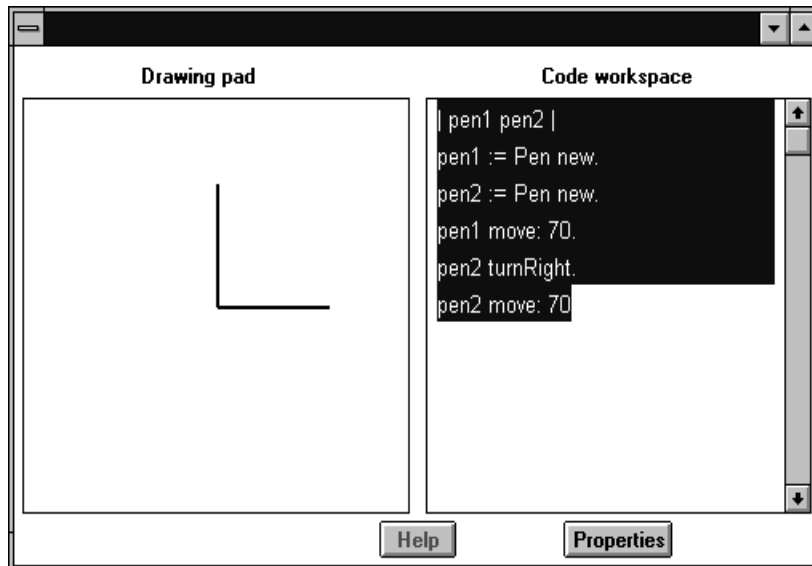 Drawing pad
Code workspace
| pen1 pen2 |
pen1 := Pen new.
pen2 := Pen new.
pen1 move: 70.
pen2 turnRight.
pen2 move: 70
Help
Properties